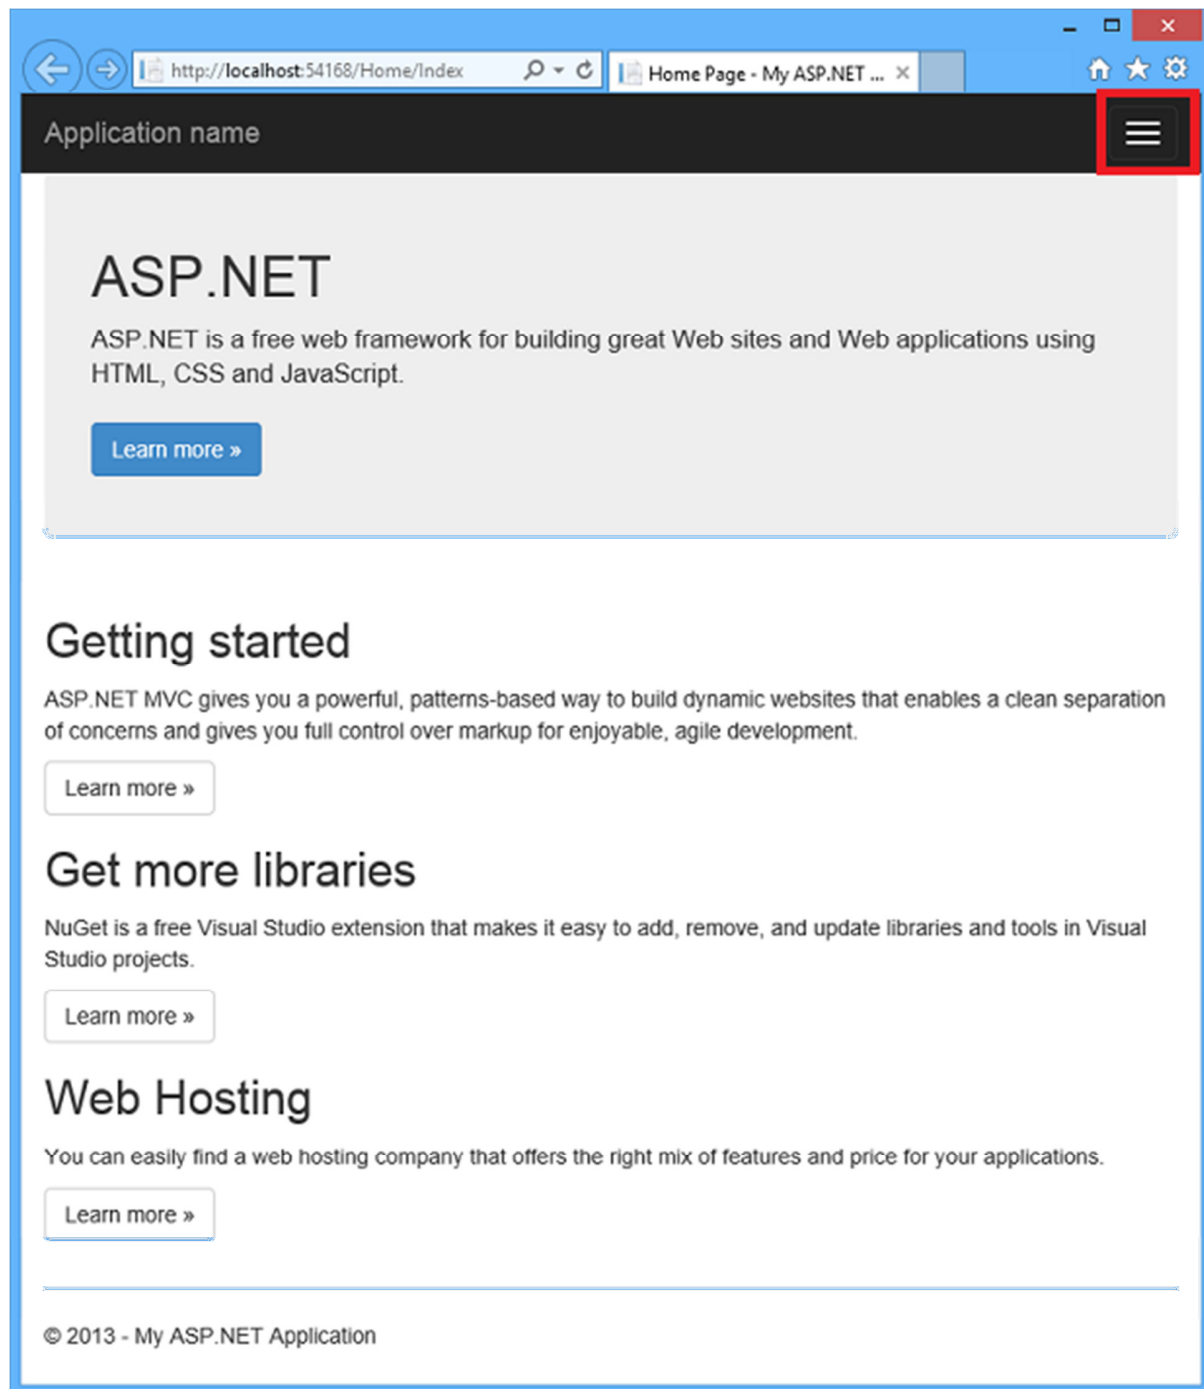 http://localhost:54168/Home/Index
Home Page - My ASP.NET ...
Application name
ASP.NET
ASP.NET is a free web framework for building great Web sites and Web applications using
HTML, CSS and JavaScript.
Learn more »
Getting started
ASP.NET MVC gives you a powerful, patterns-based way to build dynamic websites that enables a clean separation
of concerns and gives you full control over markup for enjoyable, agile development.
Learn more »
Get more libraries
NuGet is a free Visual Studio extension that makes it easy to add, remove, and update libraries and tools in Visual
Studio projects.
Learn more »
Web Hosting
You can easily find a web hosting company that offers the right mix of features and price for your applications.
Learn more »
© 2013 - My ASP.NET Application